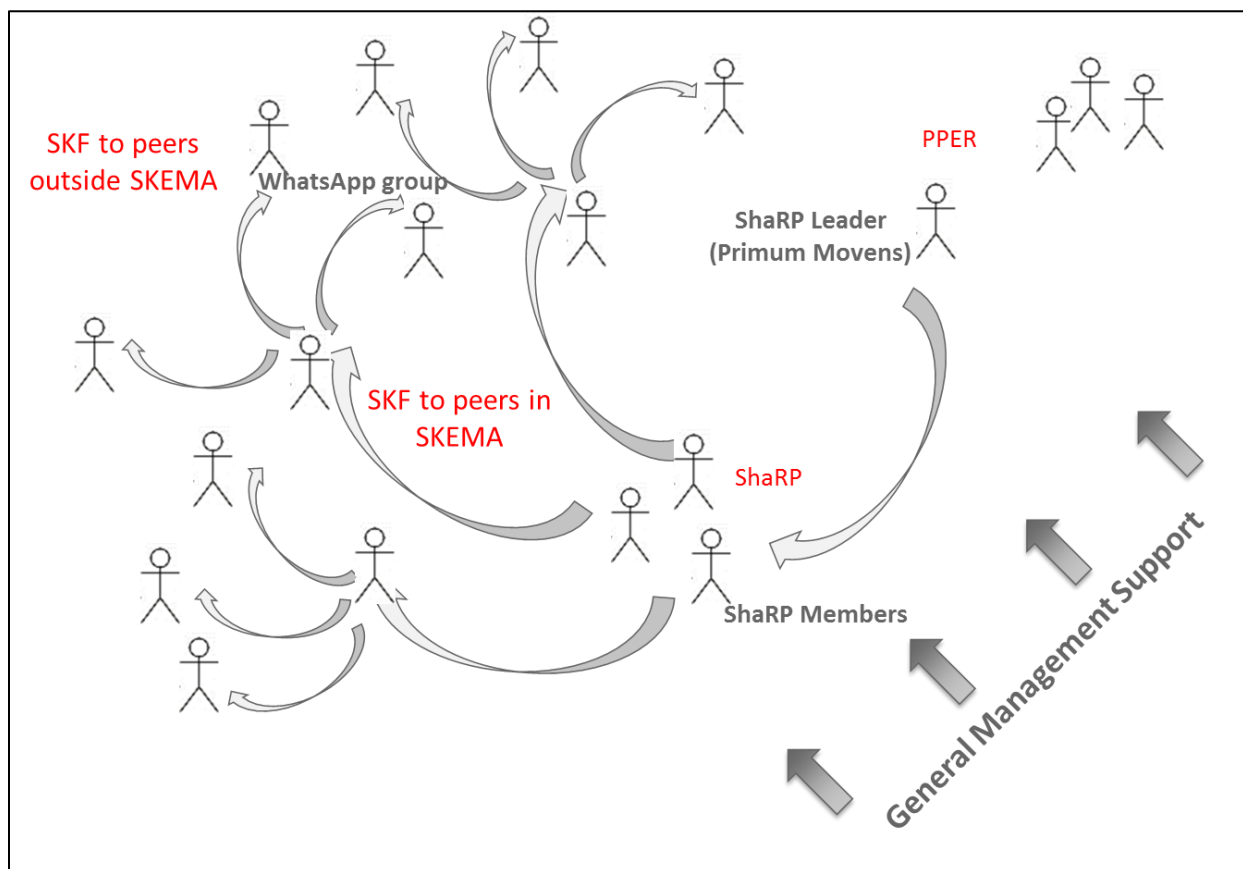 SKF to peers
outside SKEMA
WhatsApp group
PPER
ShaRP Leader
(Primum Movens)
SKF to peers in
SKEMA
ShaRP
ShaRP Members
General Management Support